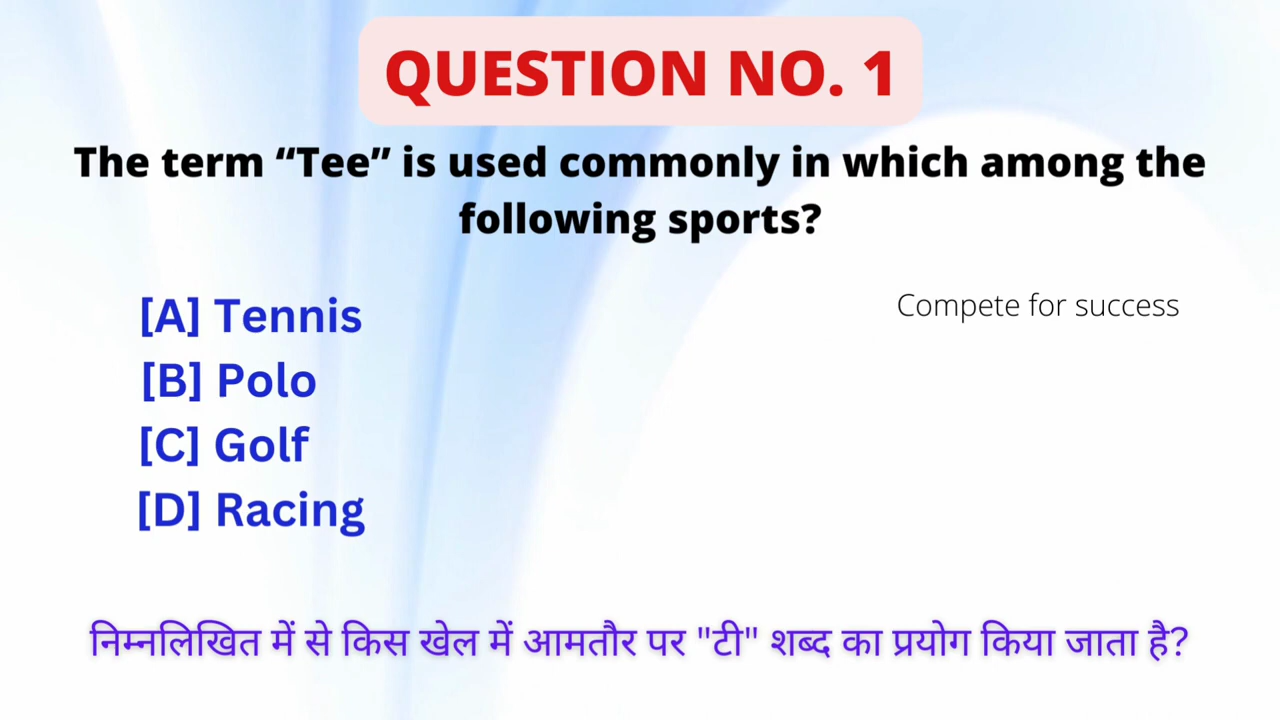 QUESTION NO. 1
The term “Tee” is used commonly in which among the
following sports?
[A] Tennis
Compete for success
[B] Polo
[C] Golf
[D] Racing
निम्नलिखित में से किस खेल में आमतौर पर "टी" शब्द का प्रयोग किया जाता है?